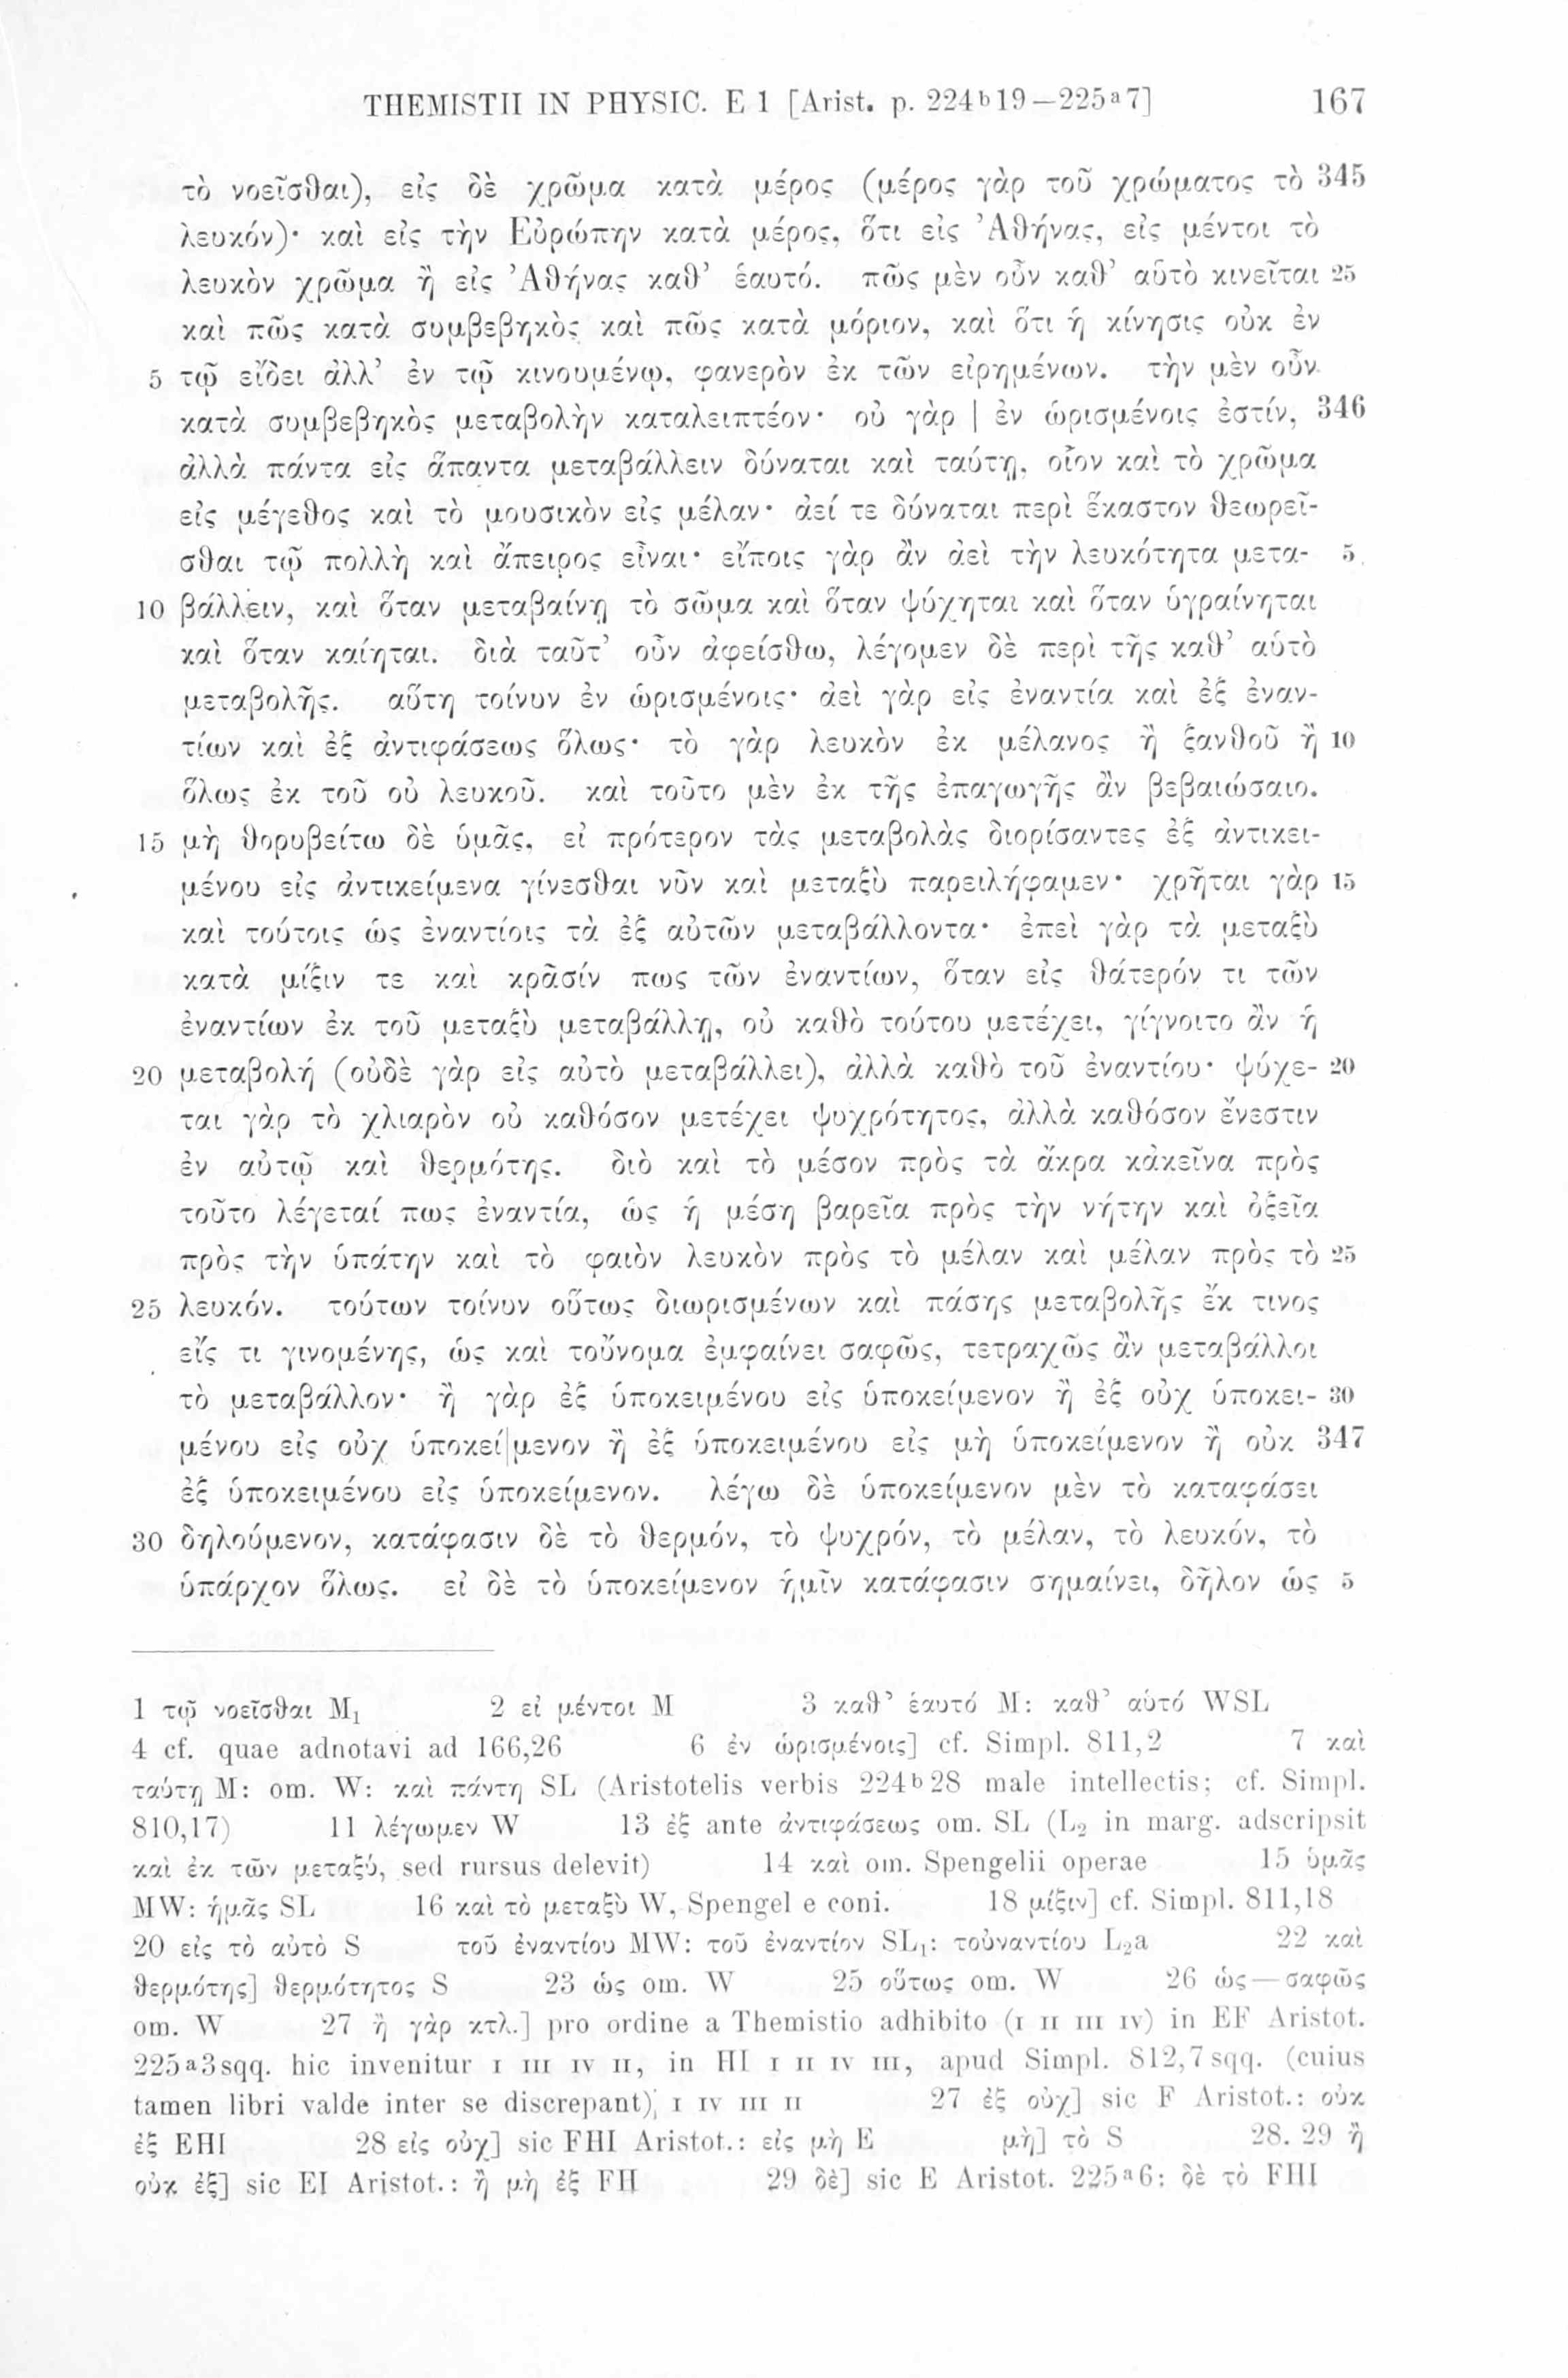 THEMISTII IN PHYSIC. E 1 [Arist. p. 224ᵇ19—225ᵃ7] 167
τὸ νοεῖσθαι), εἰς δὲ χρῶμα κατὰ μέρος (μέρος γὰρ τοῦ χρώματος τὸ 345
λευκόν)· καὶ εἰς τὴν Εὐρώπην κατὰ μέρος, ὅτι εἰς Ἀθήνας, εἰς μέντοι τὸ
λευκὸν χρῶμα ἢ εἰς Ἀθήνας καθ’ ἑαυτό. πῶς μὲν οὖν καθ’ αὑτὸ κινεῖται 25
καὶ πῶς κατὰ συμβεβηκὸς καὶ πῶς κατὰ μόριον, καὶ ὅτι ἡ κίνησις οὐκ ἐν
5 τῷ εἴδει ἀλλ’ ἐν τῷ κινουμένῳ, φανερὸν ἐκ τῶν εἰρημένων. τὴν μὲν οὖν
κατὰ συμβεβηκὸς μεταβολὴν καταλειπτέον· οὐ γὰρ | ἐν ὡρισμένοις ἐστίν, 346
ἀλλὰ πάντα εἰς ἅπαντα μεταβάλλειν δύναται καὶ ταύτῃ, οἷον καὶ τὸ χρῶμα
εἰς μέγεθος καὶ τὸ μουσικὸν εἰς μέλαν· ἀεί τε δύναται περὶ ἕκαστον θεωρεῖ-
σθαι τῷ πολλὴ καὶ ἄπειρος εἶναι· εἴποις γὰρ ἂν ἀεὶ τὴν λευκότητα μετα- 5
10 βάλλειν, καὶ ὅταν μεταβαίνῃ τὸ σῶμα καὶ ὅταν ψύχηται καὶ ὅταν ὑγραίνηται
καὶ ὅταν καίηται. διὰ ταῦτ’ οὖν ἀφείσθω, λέγομεν δὲ περὶ τῆς καθ’ αὑτὸ
μεταβολῆς. αὕτη τοίνυν ἐν ὡρισμένοις· ἀεὶ γὰρ εἰς ἐναντία καὶ ἐξ ἐναν-
τίων καὶ ἐξ ἀντιφάσεως ὅλως· τὸ γὰρ λευκὸν ἐκ μέλανος ἢ ξανθοῦ ἢ 10
ὅλως ἐκ τοῦ οὐ λευκοῦ. καὶ τοῦτο μὲν ἐκ τῆς ἐπαγωγῆς ἂν βεβαιώσαιο.
15 μὴ θορυβείτω δὲ ὑμᾶς, εἰ πρότερον τὰς μεταβολὰς διορίσαντες ἐξ ἀντικει-
μένου εἰς ἀντικείμενα γίνεσθαι νῦν καὶ μεταξὺ παρειλήφαμεν· χρῆται γὰρ 15
καὶ τούτοις ὡς ἐναντίοις τὰ ἐξ αὐτῶν μεταβάλλοντα· ἐπεὶ γὰρ τὰ μεταξὺ
κατὰ μίξιν τε καὶ κρᾶσίν πως τῶν ἐναντίων, ὅταν εἰς θάτερόν τι τῶν
ἐναντίων ἐκ τοῦ μεταξὺ μεταβάλλῃ, οὐ καθὸ τούτου μετέχει, γίγνοιτο ἂν ἡ
20 μεταβολή (οὐδὲ γὰρ εἰς αὐτὸ μεταβάλλει), ἀλλὰ καθὸ τοῦ ἐναντίου· ψύχε- 20
ται γὰρ τὸ χλιαρὸν οὐ καθόσον μετέχει ψυχρότητος, ἀλλὰ καθόσον ἔνεστιν
ἐν αὐτῷ καὶ θερμότης. διὸ καὶ τὸ μέσον πρὸς τὰ ἄκρα κἀκεῖνα πρὸς
τοῦτο λέγεταί πως ἐναντία, ὡς ἡ μέση βαρεῖα πρὸς τὴν νήτην καὶ ὀξεῖα
πρὸς τὴν ὑπάτην καὶ τὸ φαιὸν λευκὸν πρὸς τὸ μέλαν καὶ μέλαν πρὸς τὸ 25
25 λευκόν. τούτων τοίνυν οὕτως διωρισμένων καὶ πάσης μεταβολῆς ἔκ τινος
εἴς τι γινομένης, ὡς καὶ τοὔνομα ἐμφαίνει σαφῶς, τετραχῶς ἂν μεταβάλλοι
τὸ μεταβάλλον· ἢ γὰρ ἐξ ὑποκειμένου εἰς ὑποκείμενον ἢ ἐξ οὐχ ὑποκει- 30
μένου εἰς οὐχ ὑποκεί|μενον ἢ ἐξ ὑποκειμένου εἰς μὴ ὑποκείμενον ἢ οὐκ 347
ἐξ ὑποκειμένου εἰς ὑποκείμενον. λέγω δὲ ὑποκείμενον μὲν τὸ καταφάσει
30 δηλούμενον, κατάφασιν δὲ τὸ θερμόν, τὸ ψυχρόν, τὸ μέλαν, τὸ λευκόν, τὸ
ὑπάρχον ὅλως. εἰ δὲ τὸ ὑποκείμενον ἡμῖν κατάφασιν σημαίνει, δῆλον ὡς 5
1 τῷ νοεῖσθαι M₁ 2 εἰ μέντοι M 3 καθ’ ἑαυτό M: καθ’ αὑτό WSL
4 cf. quae adnotavi ad 166,26 6 ἐν ὡρισμένοις] cf. Simpl. 811,2 7 καὶ
ταύτῃ M: om. W: καὶ πάντῃ SL (Aristotelis verbis 224ᵇ28 male intellectis; cf. Simpl.
810,17) 11 λέγωμεν W 13 ἐξ ante ἀντιφάσεως om. SL (L₂ in marg. adscripsit
καὶ ἐκ τῶν μεταξύ, sed rursus delevit) 14 καὶ om. Spengelii operae 15 ὑμᾶς
MW: ἡμᾶς SL 16 καὶ τὸ μεταξὺ W, Spengel e coni. 18 μίξιν] cf. Simpl. 811,18
20 εἰς τὸ αὐτὸ S τοῦ ἐναντίου MW: τοῦ ἐναντίον SL₁: τοὐναντίου L₂a 22 καὶ
θερμότης] θερμότητος S 23 ὡς om. W 25 οὕτως om. W 26 ὡς—σαφῶς
om. W 27 ἢ γὰρ κτλ.] pro ordine a Themistio adhibito (I II III IV) in EF Aristot.
225ᵃ3sqq. hic invenitur I III IV II, in HI I II IV III, apud Simpl. 812,7sqq. (cuius
tamen libri valde inter se discrepant) I IV III II 27 ἐξ οὐχ] sic F Aristot.: οὐκ
ἐξ EHI 28 εἰς οὐχ] sic FHI Aristot.: εἰς μὴ E μὴ] τὸ S 28. 29 ἢ
οὐκ ἐξ] sic EI Aristot.: ἢ μὴ ἐξ FH 29 δὲ] sic E Aristot. 225ᵃ6: δὲ τὸ FHI